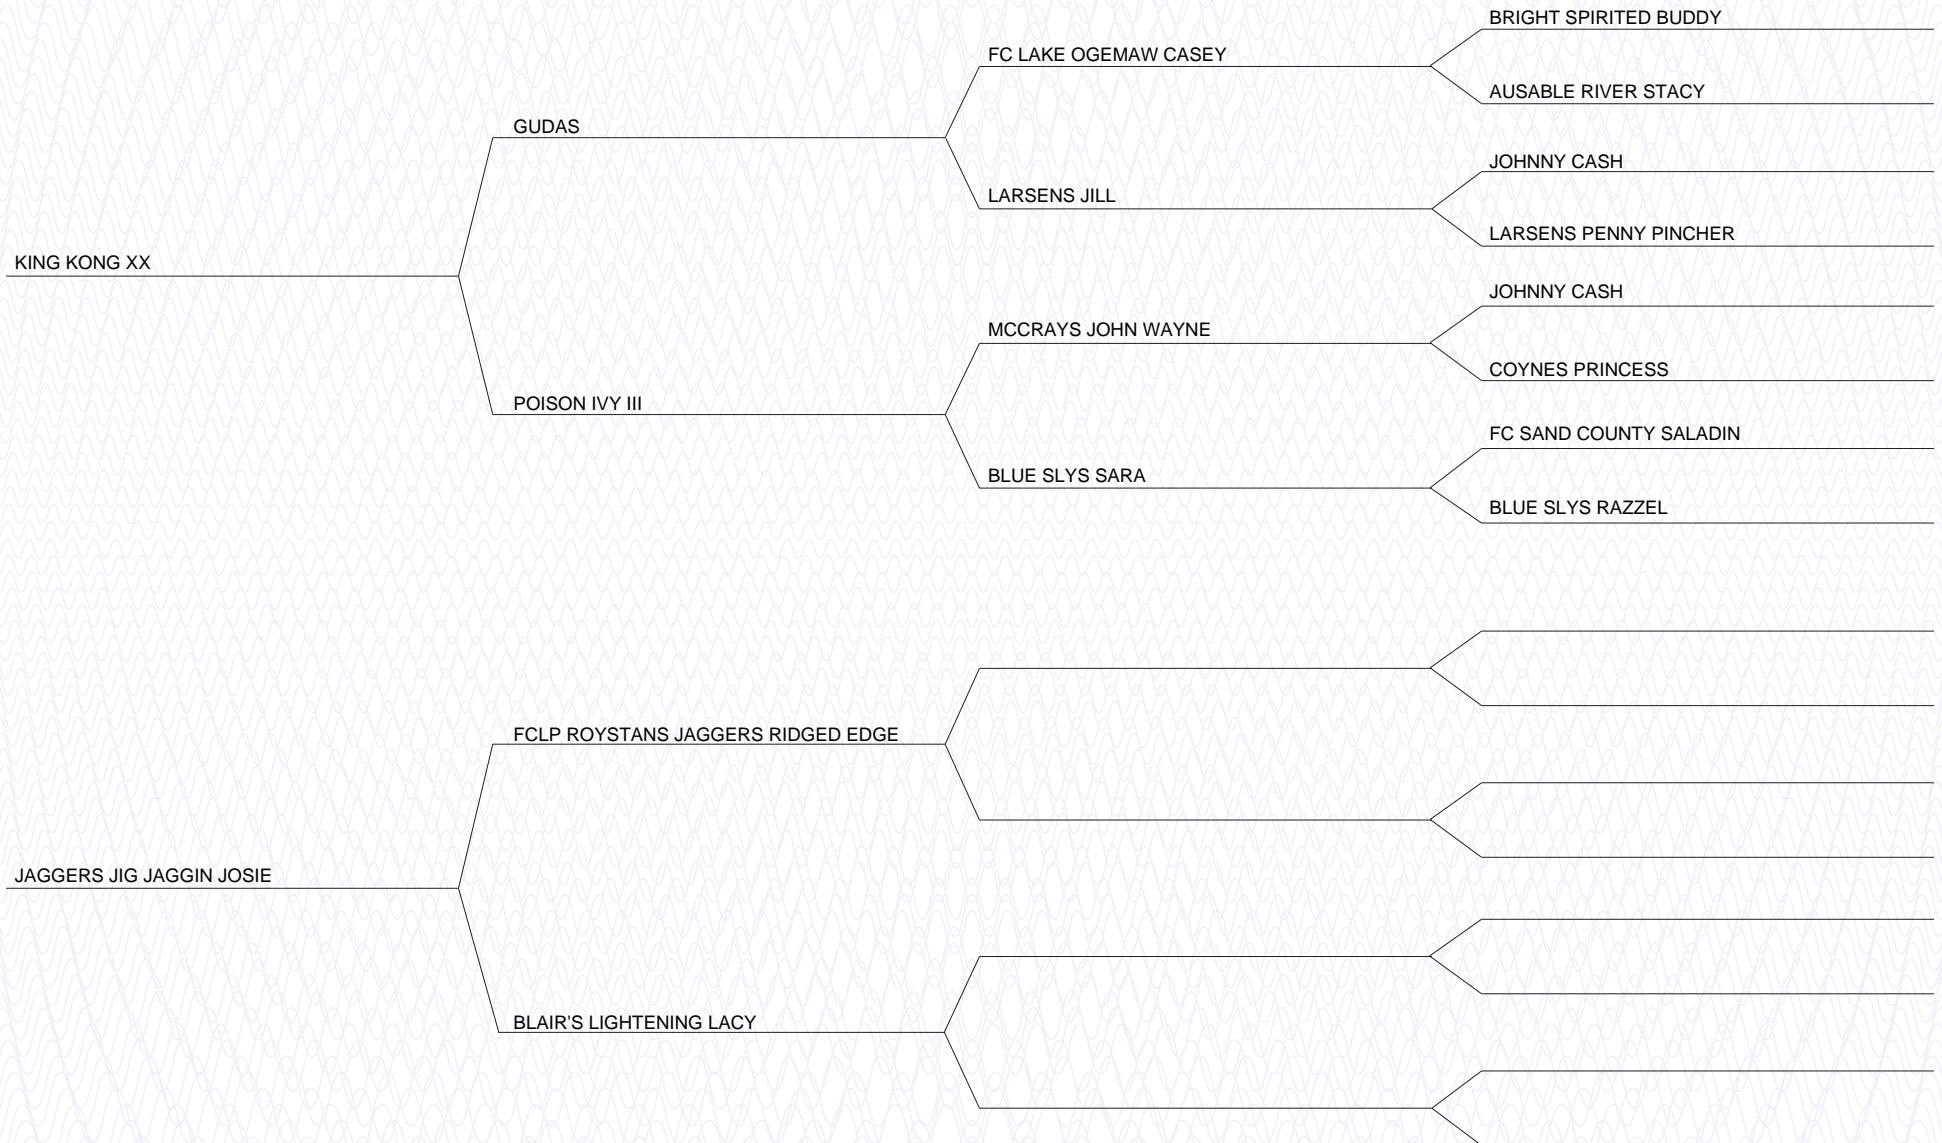 BRIGHT SPIRITED BUDDY
FC LAKE OGEMAW CASEY
AUSABLE RIVER STACY
GUDAS
JOHNNY CASH
LARSENS JILL
LARSENS PENNY PINCHER
KING KONG XX
JOHNNY CASH
MCCRAYS JOHN WAYNE
COYNES PRINCESS
POISON IVY III
FC SAND COUNTY SALADIN
BLUE SLYS SARA
BLUE SLYS RAZZEL
FCLP ROYSTANS JAGGERS RIDGED EDGE
JAGGERS JIG JAGGIN JOSIE
BLAIR'S LIGHTENING LACY